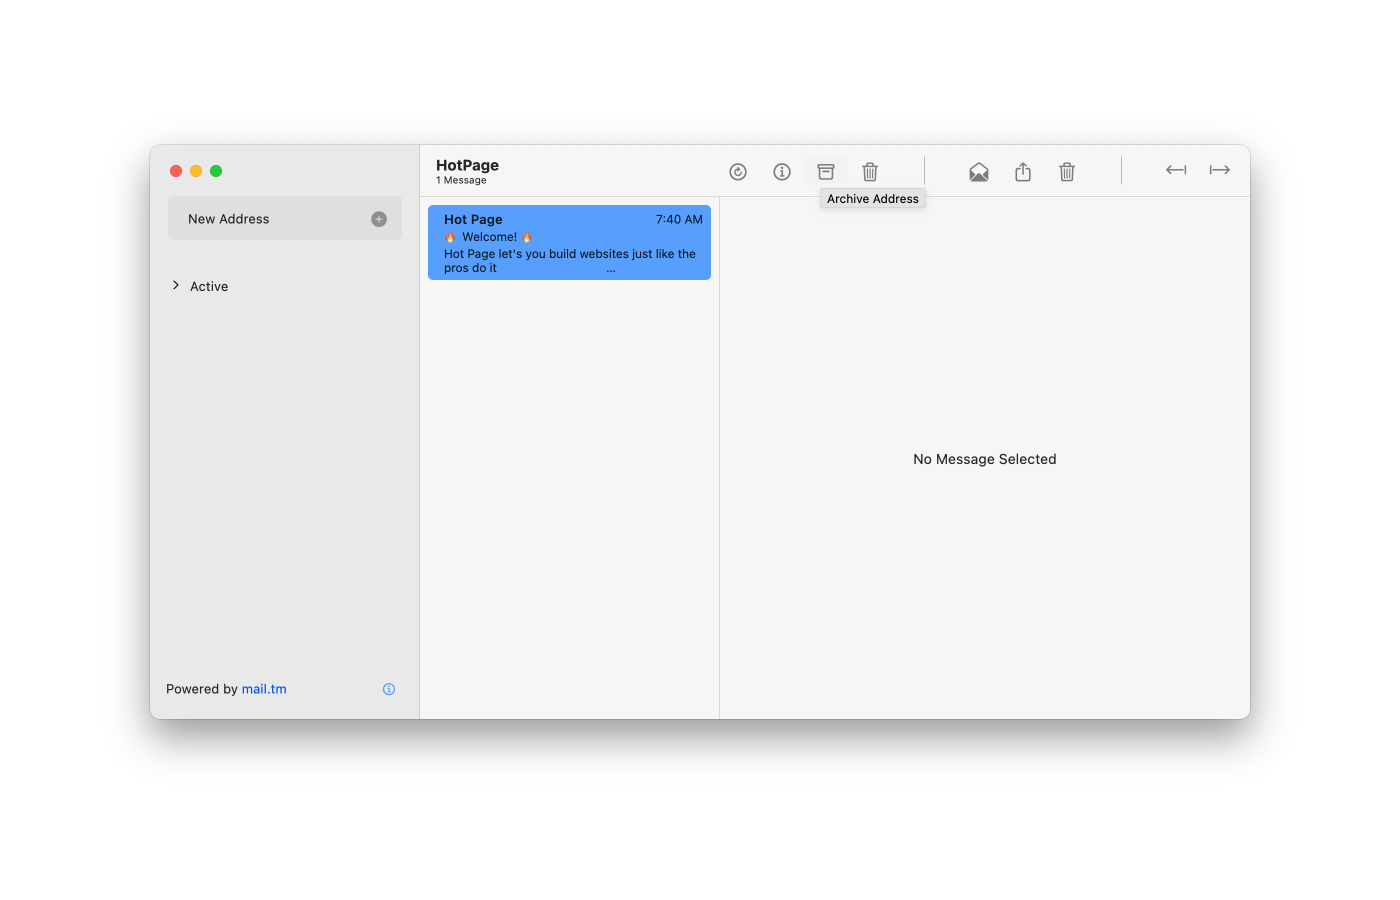 New Address
Active
Powered by mail.tm
HotPage
1 Message
Archive Address
Hot Page 7:40 AM
🔥 Welcome! 🔥
Hot Page let's you build websites just like the
pros do it ...
No Message Selected